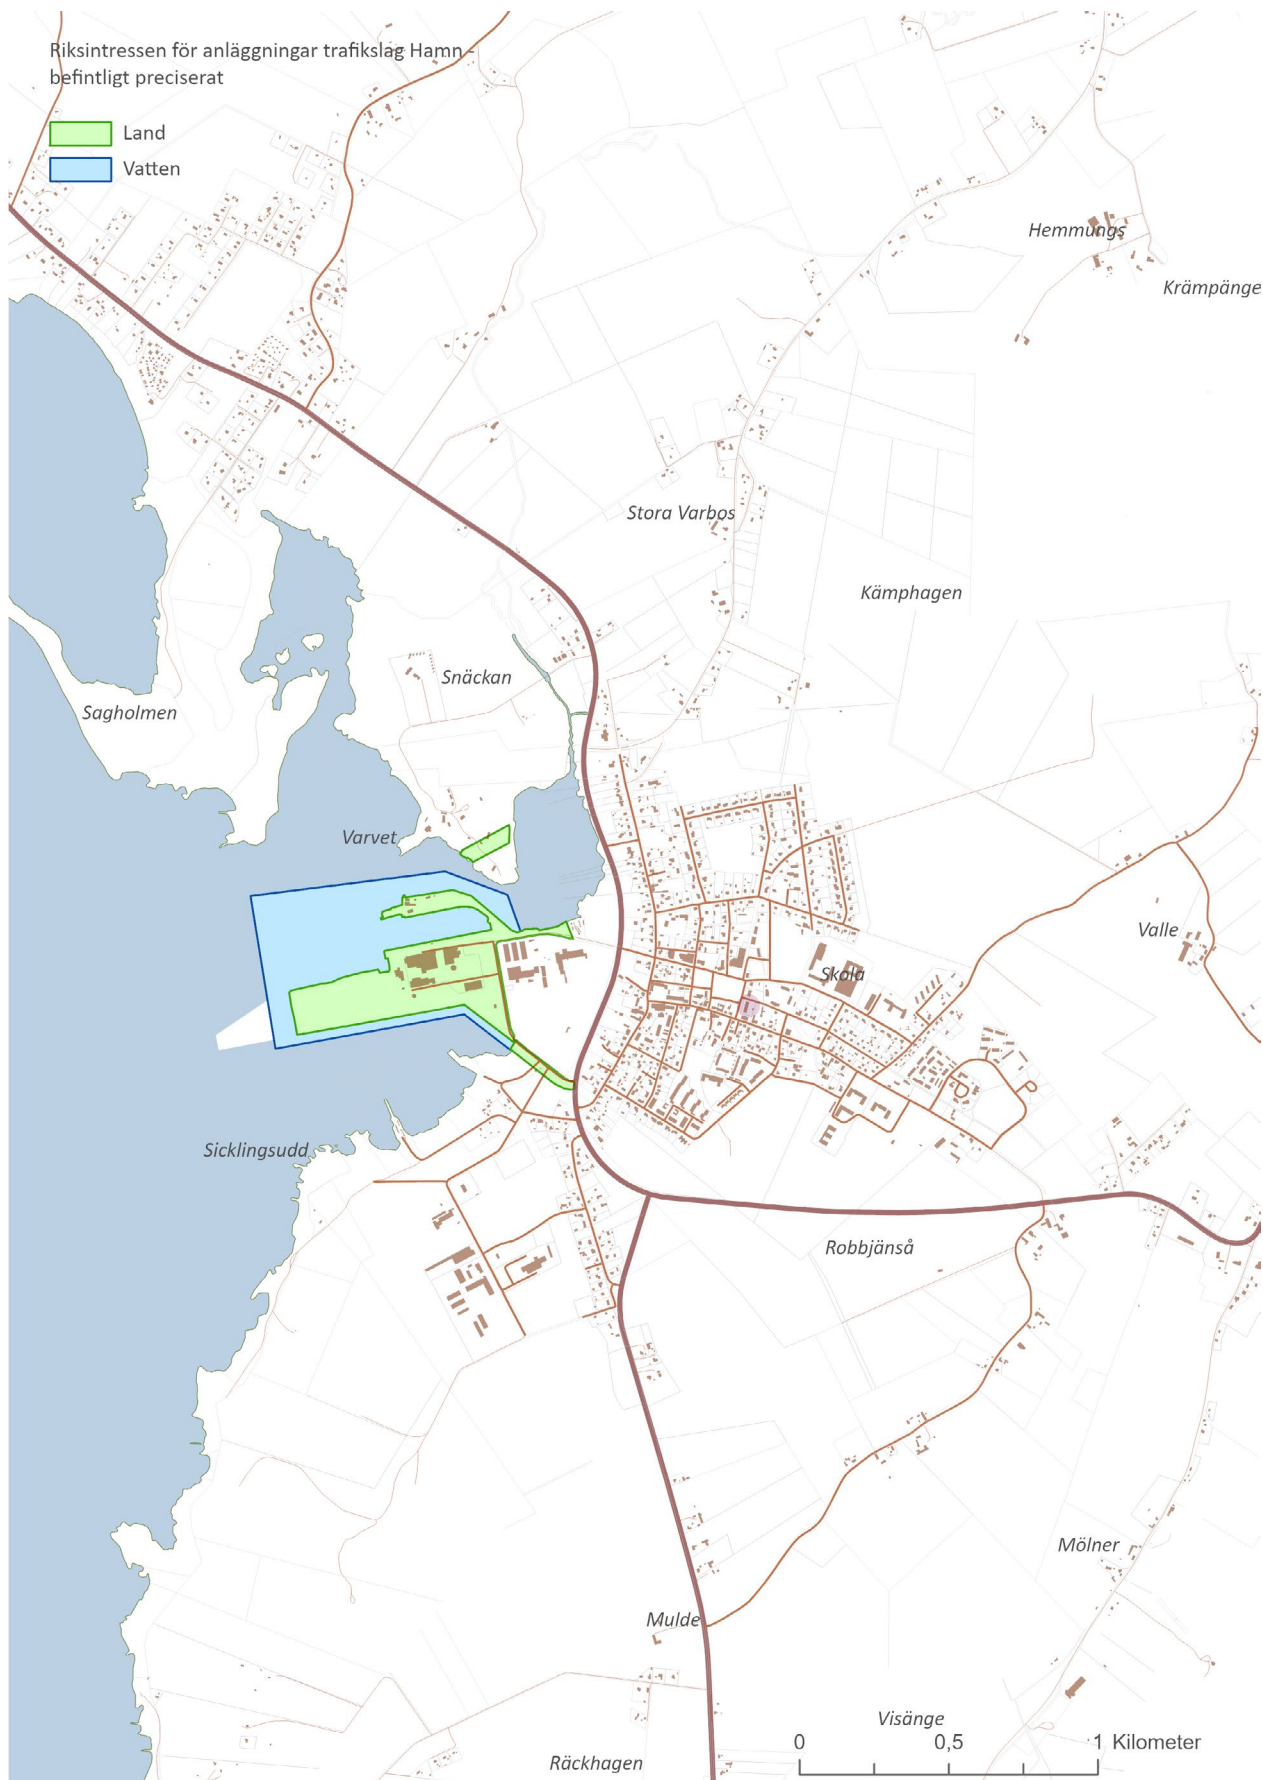 Riksintressen för anläggningar trafikslag Hamn -
befintligt preciserat
Land
Vatten
Hemmungs
Krämpänge
Stora Varbos
Kämphagen
Snäckan
Sagholmen
Varvet
Valle
Skola
Sicklingsudd
Robbjänså
Mölner
Mulde
Visänge
Räckhagen
0 0,5 1 Kilometer